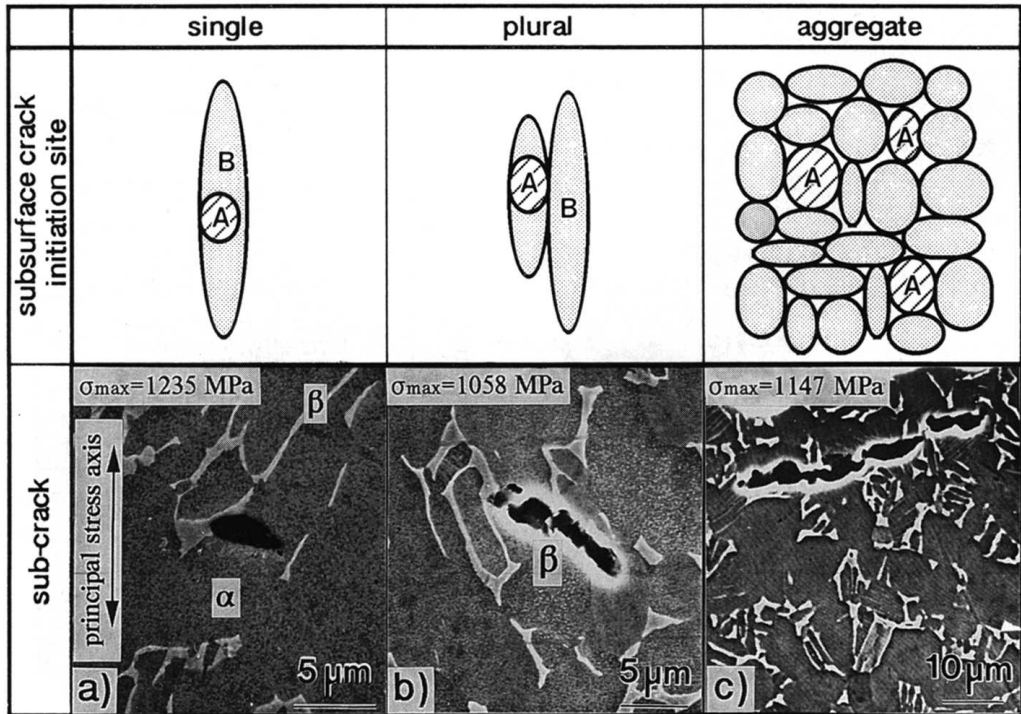 single
plural
aggregate
subsurface crack
initiation site
B
A
A
B
A
A
A
sub-crack
σmax=1235 MPa
β
principal stress axis
α
5 μm
a)
σmax=1058 MPa
β
5 μm
b)
σmax=1147 MPa
10 μm
c)